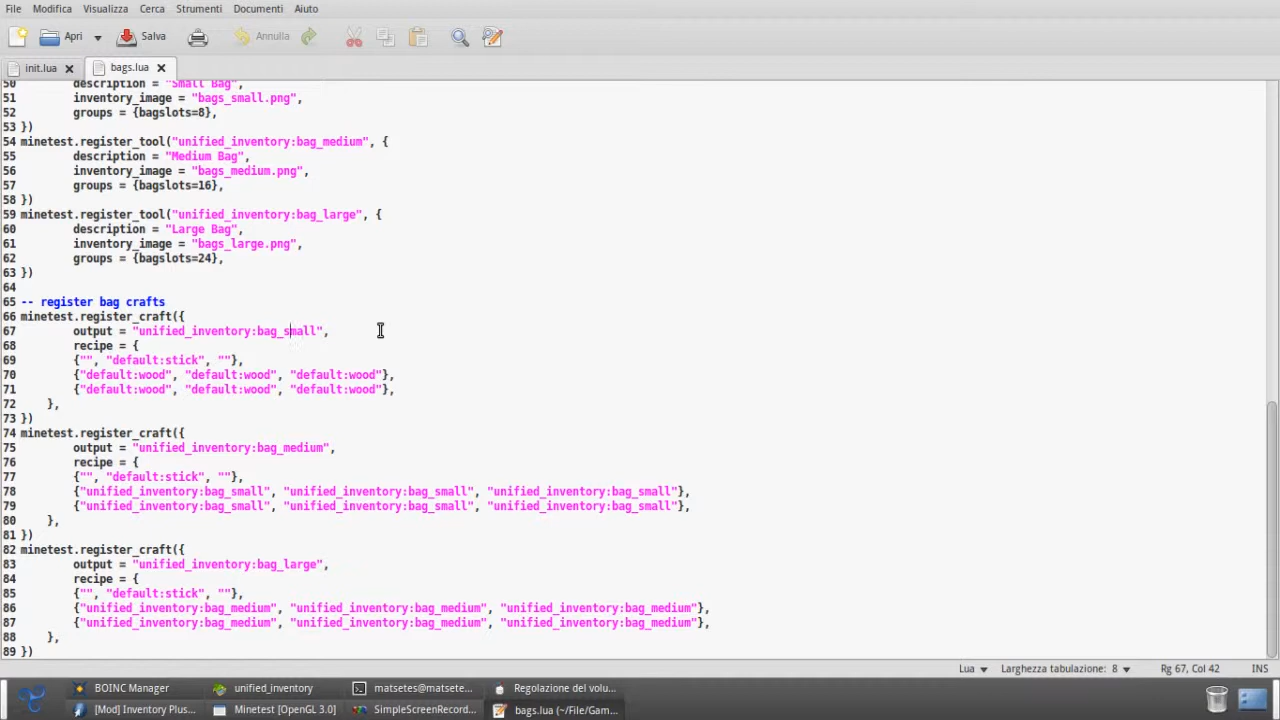 File Modifica Visualizza Cerca Strumenti Documenti Aiuto
Apri Salva Annulla
init.lua bags.lua
50 description = "Small Bag",
51 inventory_image = "bags_small.png",
52 groups = {bagslots=8},
53 })
54 minetest.register_tool("unified_inventory:bag_medium", {
55 description = "Medium Bag",
56 inventory_image = "bags_medium.png",
57 groups = {bagslots=16},
58 })
59 minetest.register_tool("unified_inventory:bag_large", {
60 description = "Large Bag",
61 inventory_image = "bags_large.png",
62 groups = {bagslots=24},
63 })
64
65 -- register bag crafts
66 minetest.register_craft({
67 output = "unified_inventory:bag_small",
68 recipe = {
69 {"", "default:stick", ""},
70 {"default:wood", "default:wood", "default:wood"},
71 {"default:wood", "default:wood", "default:wood"},
72 },
73 })
74 minetest.register_craft({
75 output = "unified_inventory:bag_medium",
76 recipe = {
77 {"", "default:stick", ""},
78 {"unified_inventory:bag_small", "unified_inventory:bag_small", "unified_inventory:bag_small"},
79 {"unified_inventory:bag_small", "unified_inventory:bag_small", "unified_inventory:bag_small"},
80 },
81 })
82 minetest.register_craft({
83 output = "unified_inventory:bag_large",
84 recipe = {
85 {"", "default:stick", ""},
86 {"unified_inventory:bag_medium", "unified_inventory:bag_medium", "unified_inventory:bag_medium"},
87 {"unified_inventory:bag_medium", "unified_inventory:bag_medium", "unified_inventory:bag_medium"},
88 },
89 })
Lua Larghezza tabulazione: 8 Rg 67, Col 42 INS
BOINC Manager unified_inventory matsetes@matsete... Regolazione del volu...
[Mod] Inventory Plus... Minetest [OpenGL 3.0] SimpleScreenRecord... bags.lua (~/File/Gam...